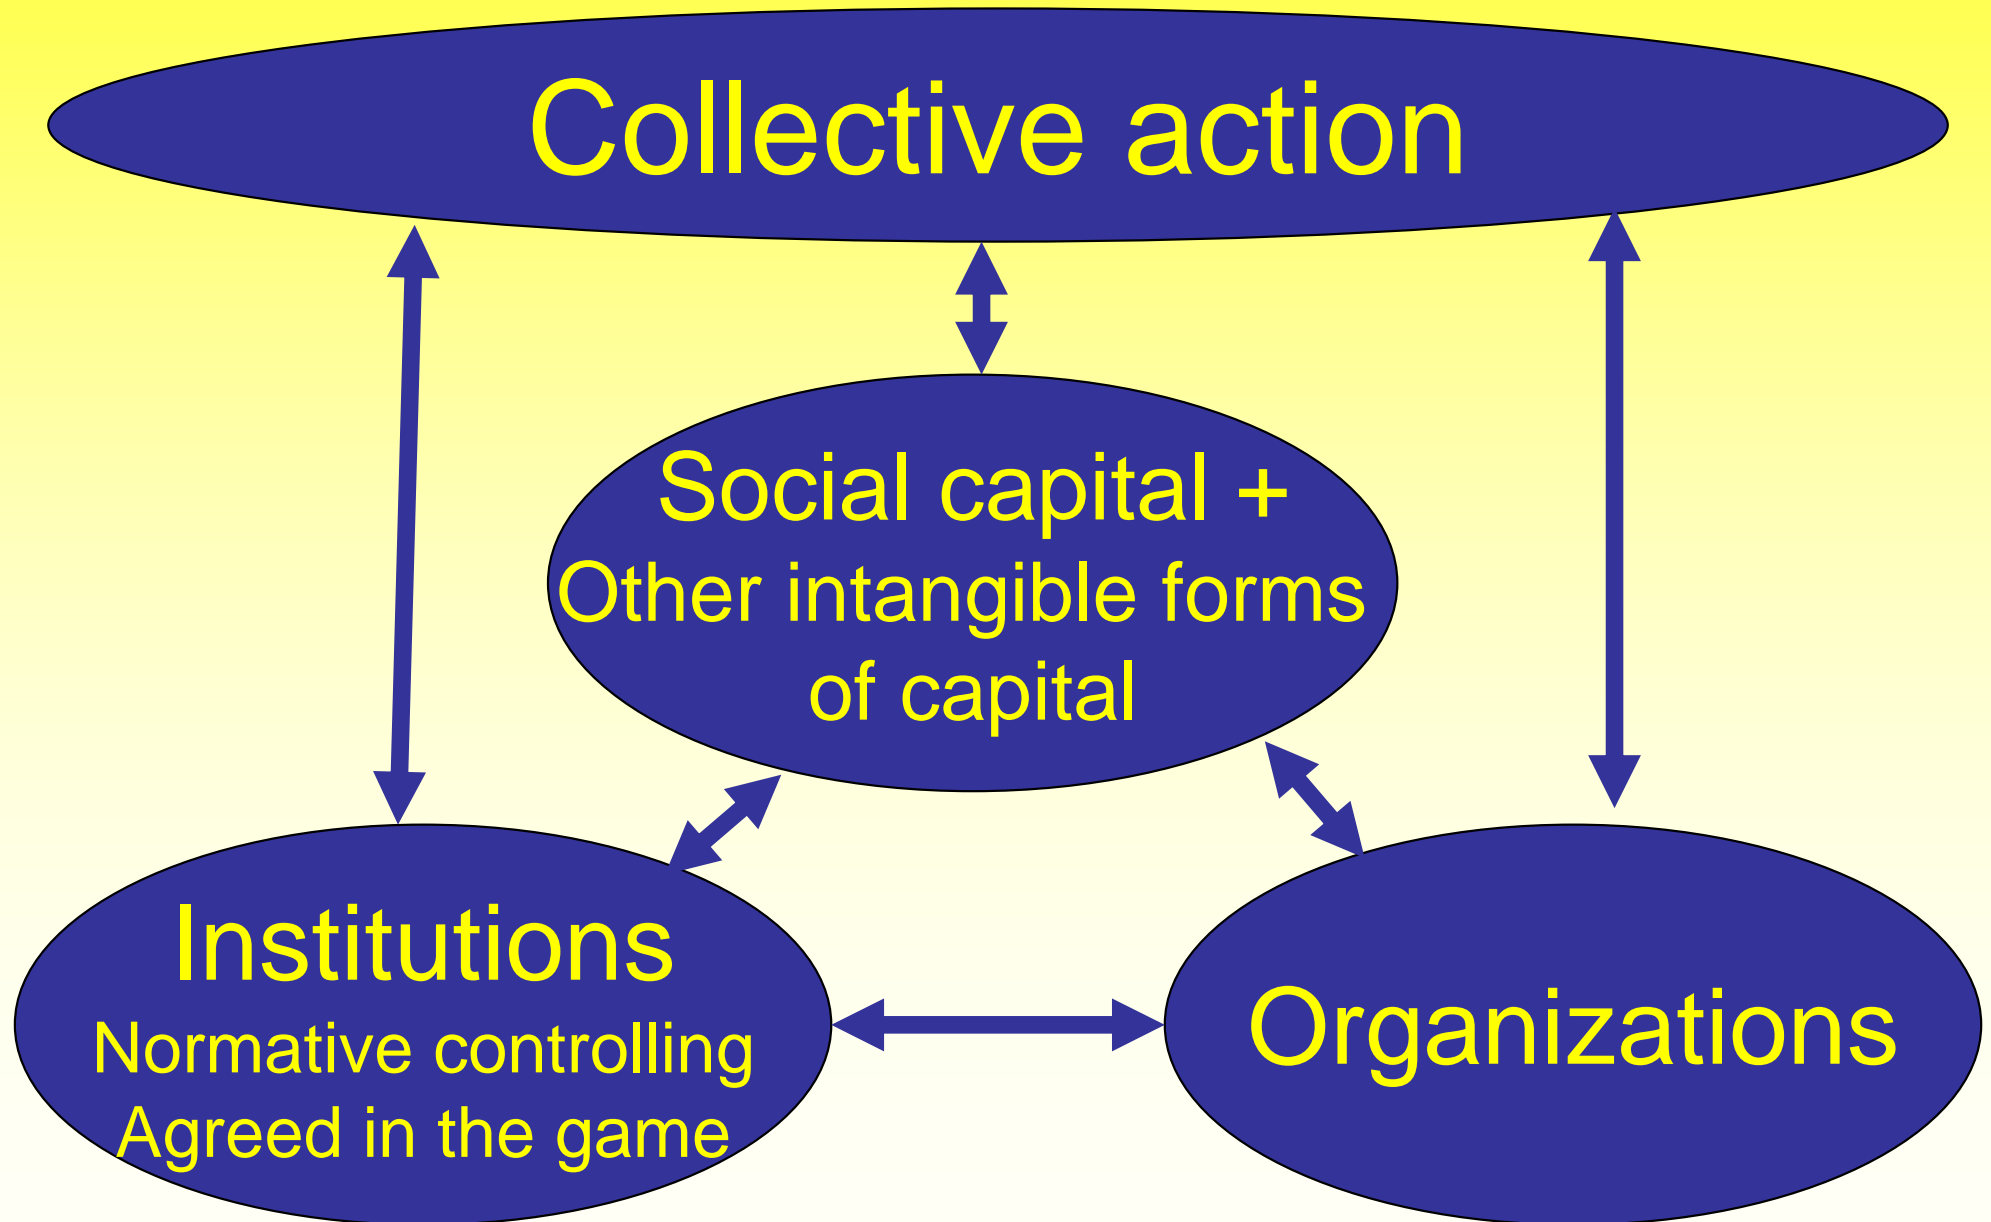 Collective action
Social capital +
Other intangible forms
of capital
Institutions
Normative controlling
Agreed in the game
Organizations